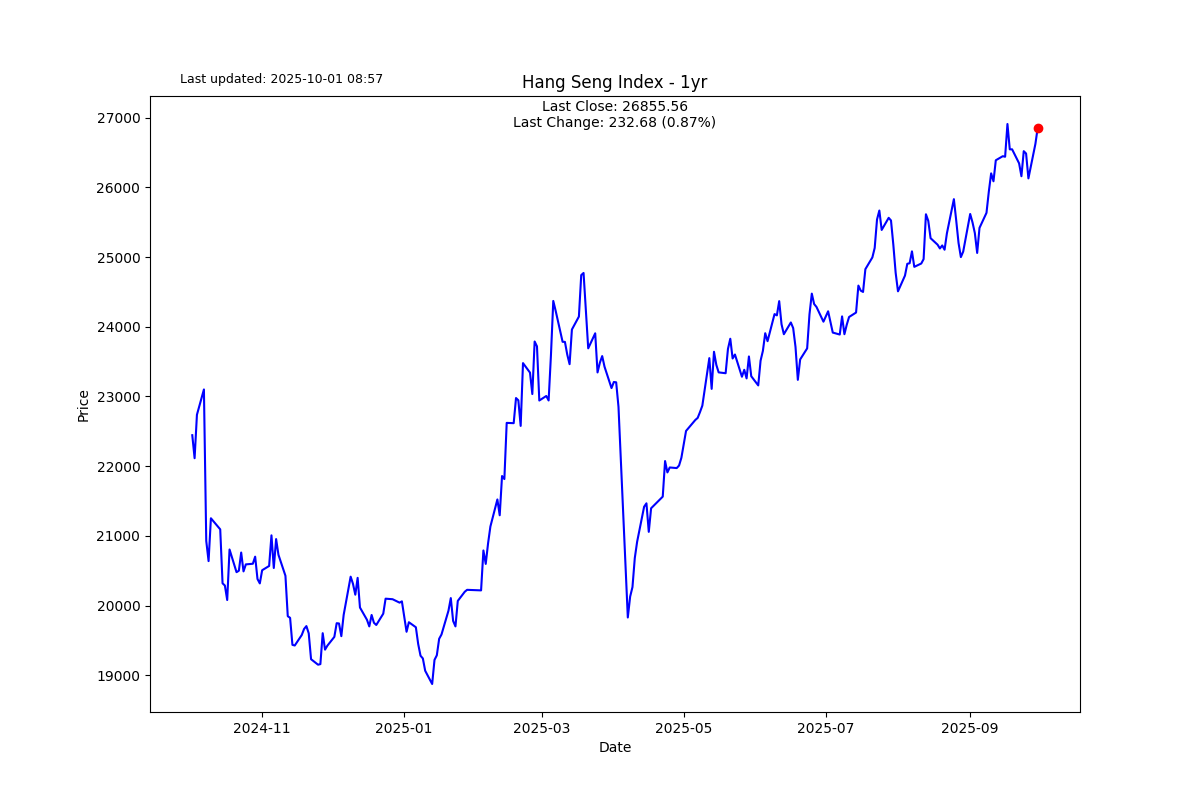 Last updated: 2025-10-01 08:57
Hang Seng Index - 1yr
Last Close: 26855.56
Last Change: 232.68 (0.87%)
27000
26000
25000
24000
23000
22000
21000
20000
19000
Price
2024-11
2025-01
2025-03
2025-05
2025-07
2025-09
Date